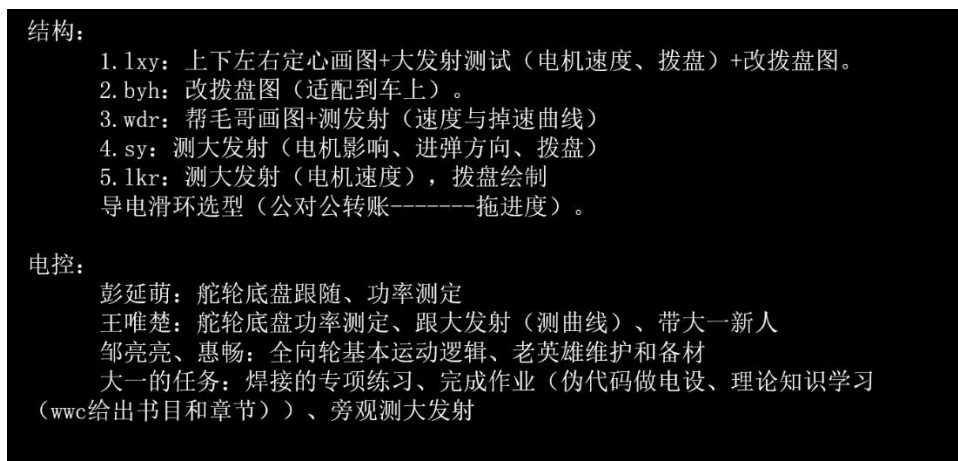 结构：
1.lxy：上下左右定心画图+大发射测试（电机速度、拨盘）+改拨盘图。
2.byh：改拨盘图（适配到车上）。
3.wdr：帮毛哥画图+测发射（速度与掉速曲线）
4.sy：测大发射（电机影响、进弹方向、拨盘）
5.lkr：测大发射（电机速度），拨盘绘制
导电滑环选型（公对公转账-------拖进度）。
电控：
彭延萌：舵轮底盘跟随、功率测定
王唯楚：舵轮底盘功率测定、跟大发射（测曲线）、带大一新人
邹亮亮、惠畅：全向轮基本运动逻辑、老英雄维护和备材
大一的任务：焊接的专项练习、完成作业（伪代码做电设、理论知识学习
（wwc给出书目和章节））、旁观测大发射